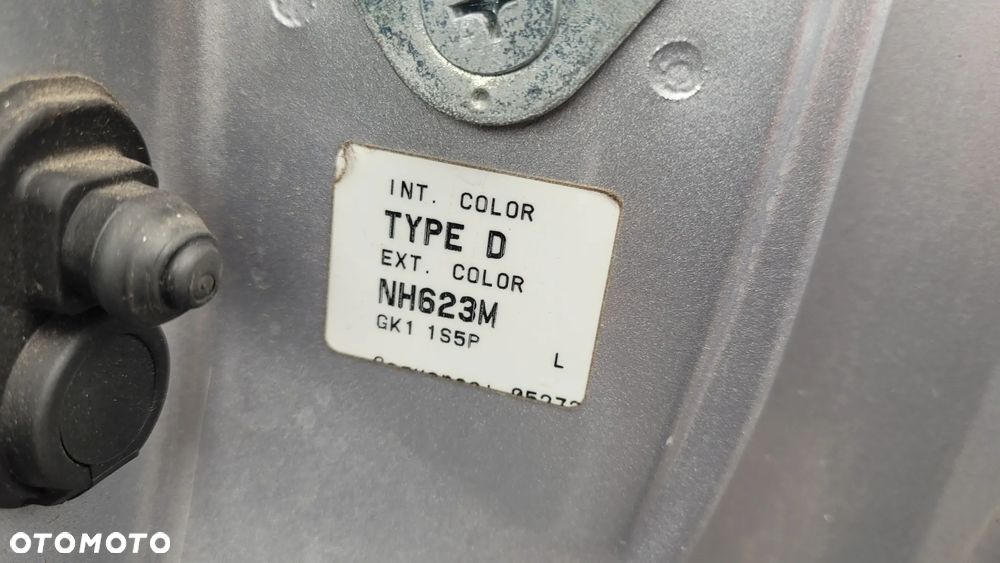 INT. COLOR
TYPE D
EXT. COLOR
NH623M
GK1 1S5P
L
OTOMOTO